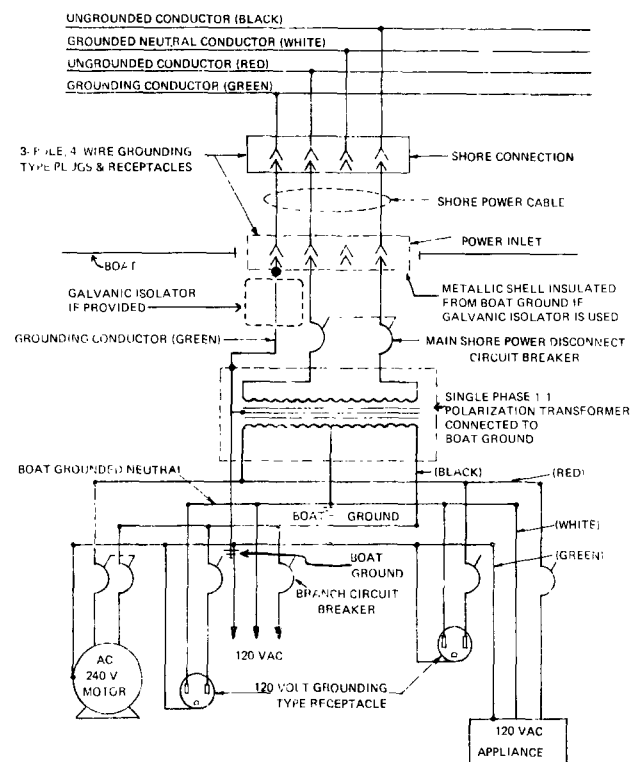 UNGROUNDED CONDUCTOR (BLACK)
GROUNDED NEUTRAL CONDUCTOR (WHITE)
UNGROUNDED CONDUCTOR (RED)
GROUNDING CONDUCTOR (GREEN)
3-POLE, 4 WIRE GROUNDING
TYPE PLUGS & RECEPTACLES
SHORE CONNECTION
SHORE POWER CABLE
POWER INLET
BOAT
METALLIC SHELL INSULATED
FROM BOAT GROUND IF
GALVANIC ISOLATOR IS USED
GALVANIC ISOLATOR
IF PROVIDED
GROUNDING CONDUCTOR (GREEN)
MAIN SHORE POWER DISCONNECT
CIRCUIT BREAKER
SINGLE PHASE 1 1
POLARIZATION TRANSFORMER
CONNECTED TO
BOAT GROUND
BOAT GROUNDED NEUTRAL
(BLACK)
(RED)
BOAT GROUND
(WHITE)
(GREEN)
BOAT
GROUND
BRANCH CIRCUIT
BREAKER
120 VAC
AC
240 V
MOTOR
120 VOLT GROUNDING
TYPE RECEPTACLE
120 VAC
APPLIANCE